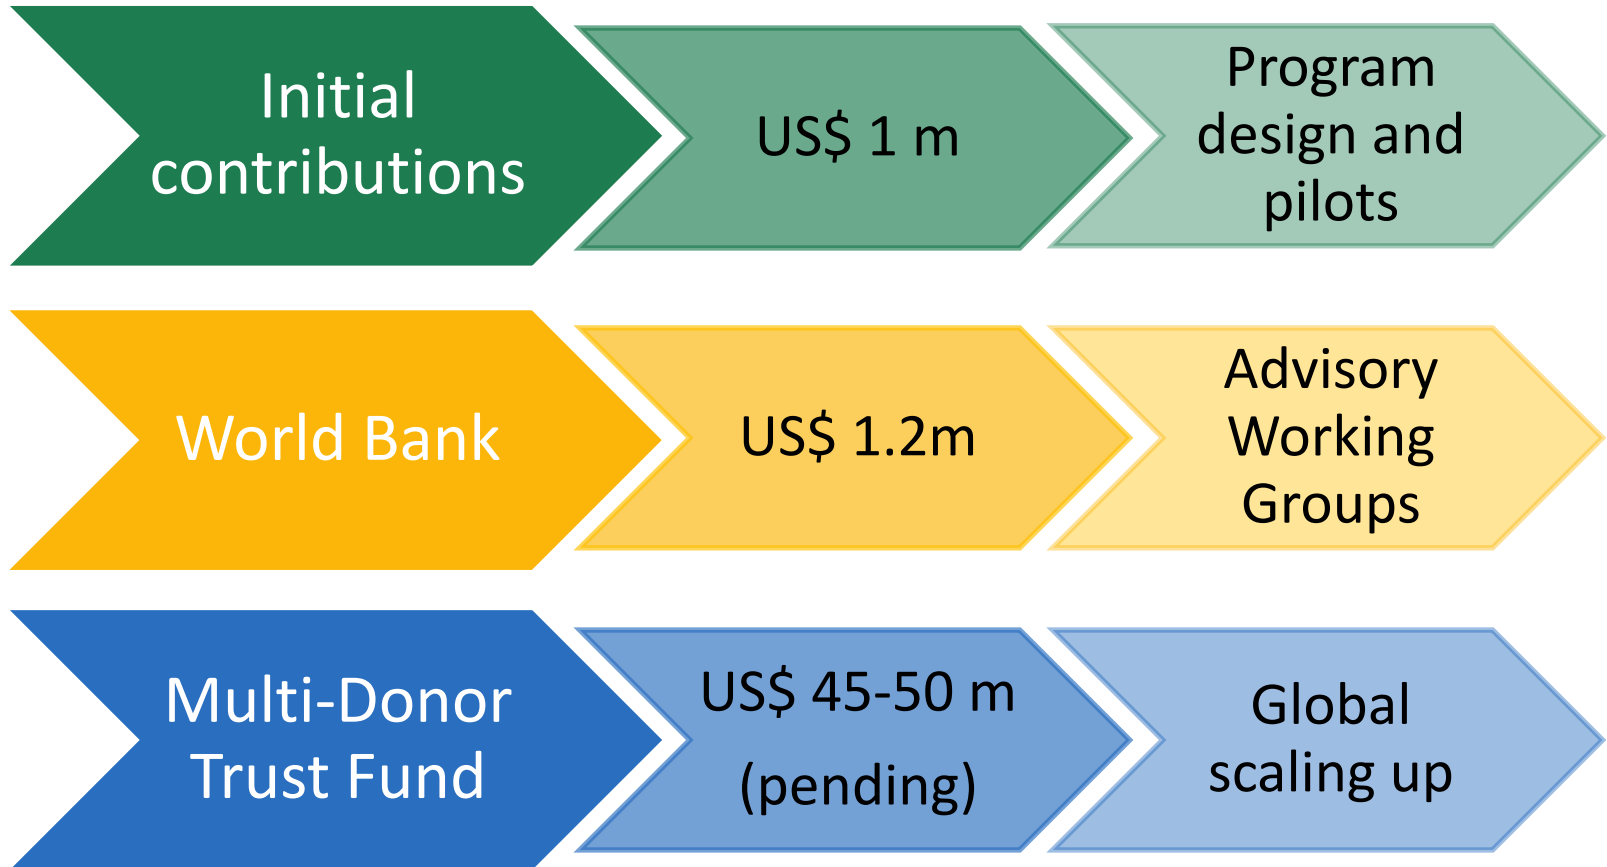 Initial
contributions
US$ 1 m
Program
design and
pilots
World Bank
US$ 1.2m
Advisory
Working
Groups
Multi-Donor
Trust Fund
US$ 45-50 m
(pending)
Global
scaling up